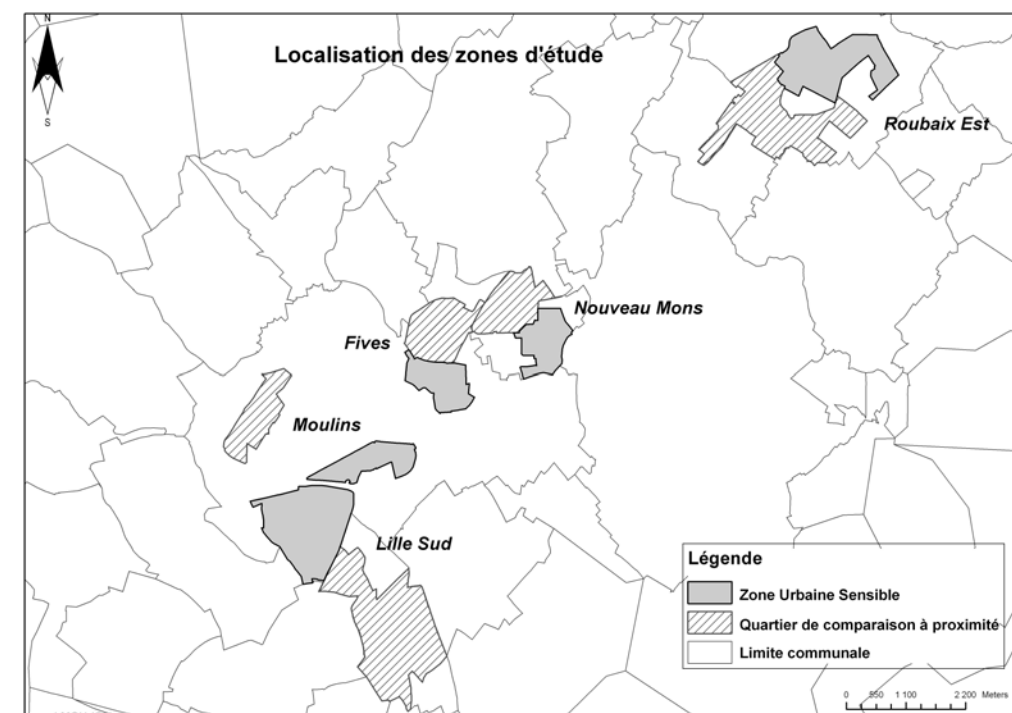 N
S
Localisation des zones d'étude
Roubaix Est
Nouveau Mons
Fives
Moulins
Lille Sud
Légende
Zone Urbaine Sensible
Quartier de comparaison à proximité
Limite communale
0 550 1 100 2 200 Meters